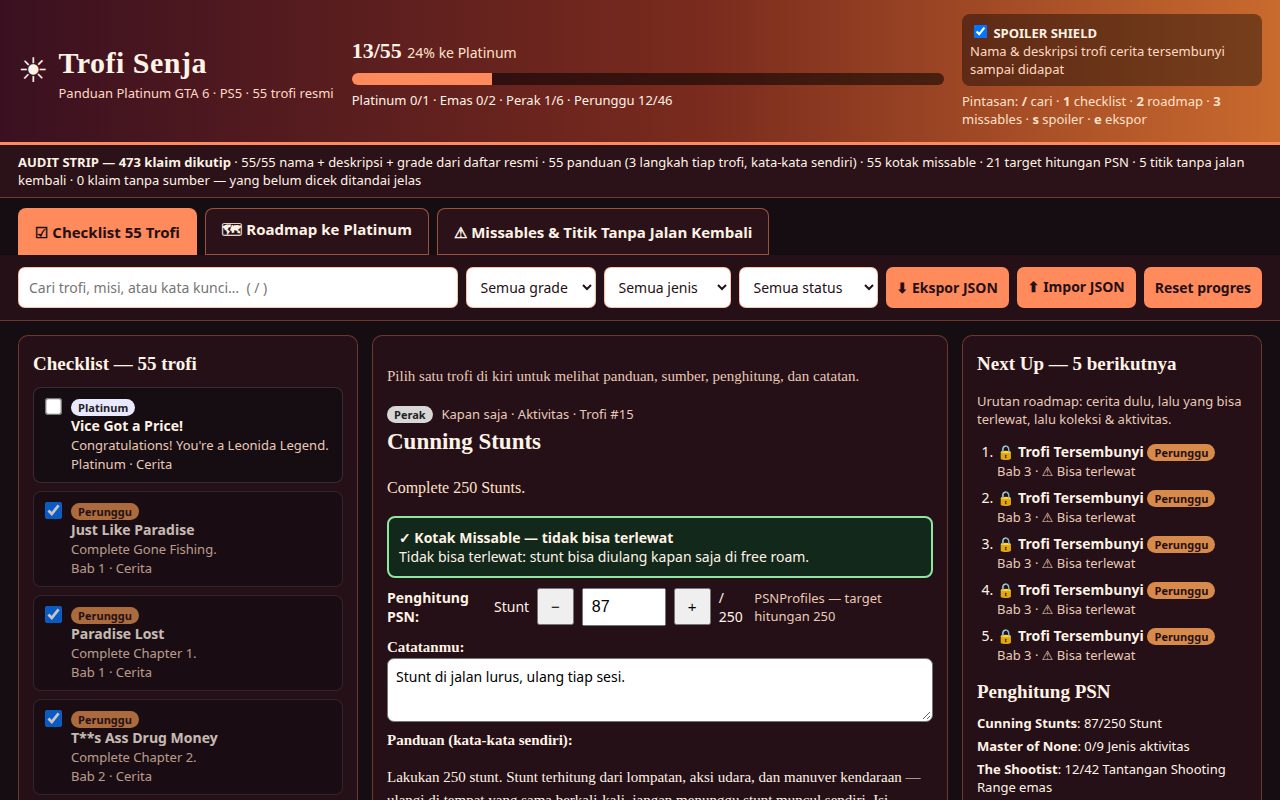 Trofi Senja
Panduan Platinum GTA 6 · PS5 · 55 trofi resmi
13/55 24% ke Platinum
Platinum 0/1 · Emas 0/2 · Perak 1/6 · Perunggu 12/46
SPOILER SHIELD
Nama & deskripsi trofi cerita tersembunyi
sampai didapat
Pintasan: / cari · 1 checklist · 2 roadmap · 3
missables · s spoiler · e ekspor
AUDIT STRIP — 473 klaim dikutip · 55/55 nama + deskripsi + grade dari daftar resmi · 55 panduan (3 langkah tiap trofi, kata-kata sendiri) · 55 kotak missable · 21 target hitungan PSN · 5 titik tanpa jalan
kembali · 0 klaim tanpa sumber — yang belum dicek ditandai jelas
☑ Checklist 55 Trofi
🗺 Roadmap ke Platinum
⚠ Missables & Titik Tanpa Jalan Kembali
Cari trofi, misi, atau kata kunci... ( / )
Semua grade
Semua jenis
Semua status
⬇ Ekspor JSON
⬆ Impor JSON
Reset progres
Checklist — 55 trofi
Platinum
Vice Got a Price!
Congratulations! You're a Leonida Legend.
Platinum · Cerita
Perunggu
Just Like Paradise
Complete Gone Fishing.
Bab 1 · Cerita
Perunggu
Paradise Lost
Complete Chapter 1.
Bab 1 · Cerita
Perunggu
T**s Ass Drug Money
Complete Chapter 2.
Bab 2 · Cerita
Pilih satu trofi di kiri untuk melihat panduan, sumber, penghitung, dan catatan.
Perak Kapan saja · Aktivitas · Trofi #15
Cunning Stunts
Complete 250 Stunts.
✓ Kotak Missable — tidak bisa terlewat
Tidak bisa terlewat: stunt bisa diulang kapan saja di free roam.
Penghitung
PSN:
Stunt
−
87
+
/
250
PSNProfiles — target
hitungan 250
Catatanmu:
Stunt di jalan lurus, ulang tiap sesi.
Panduan (kata-kata sendiri):
Lakukan 250 stunt. Stunt terhitung dari lompatan, aksi udara, dan manuver kendaraan —
ulangi di tempat yang sama berkali-kali, jangan menunggu stunt muncul sendiri. Isi
Next Up — 5 berikutnya
Urutan roadmap: cerita dulu, lalu yang bisa
terlewat, lalu koleksi & aktivitas.
1. 🔒 Trofi Tersembunyi Perunggu
Bab 3 · ⚠ Bisa terlewat
2. 🔒 Trofi Tersembunyi Perunggu
Bab 3 · ⚠ Bisa terlewat
3. 🔒 Trofi Tersembunyi Perunggu
Bab 3 · ⚠ Bisa terlewat
4. 🔒 Trofi Tersembunyi Perunggu
Bab 3 · ⚠ Bisa terlewat
5. 🔒 Trofi Tersembunyi Perunggu
Bab 3 · ⚠ Bisa terlewat
Penghitung PSN
Cunning Stunts: 87/250 Stunt
Master of None: 0/9 Jenis aktivitas
The Shootist: 12/42 Tantangan Shooting
Range emas